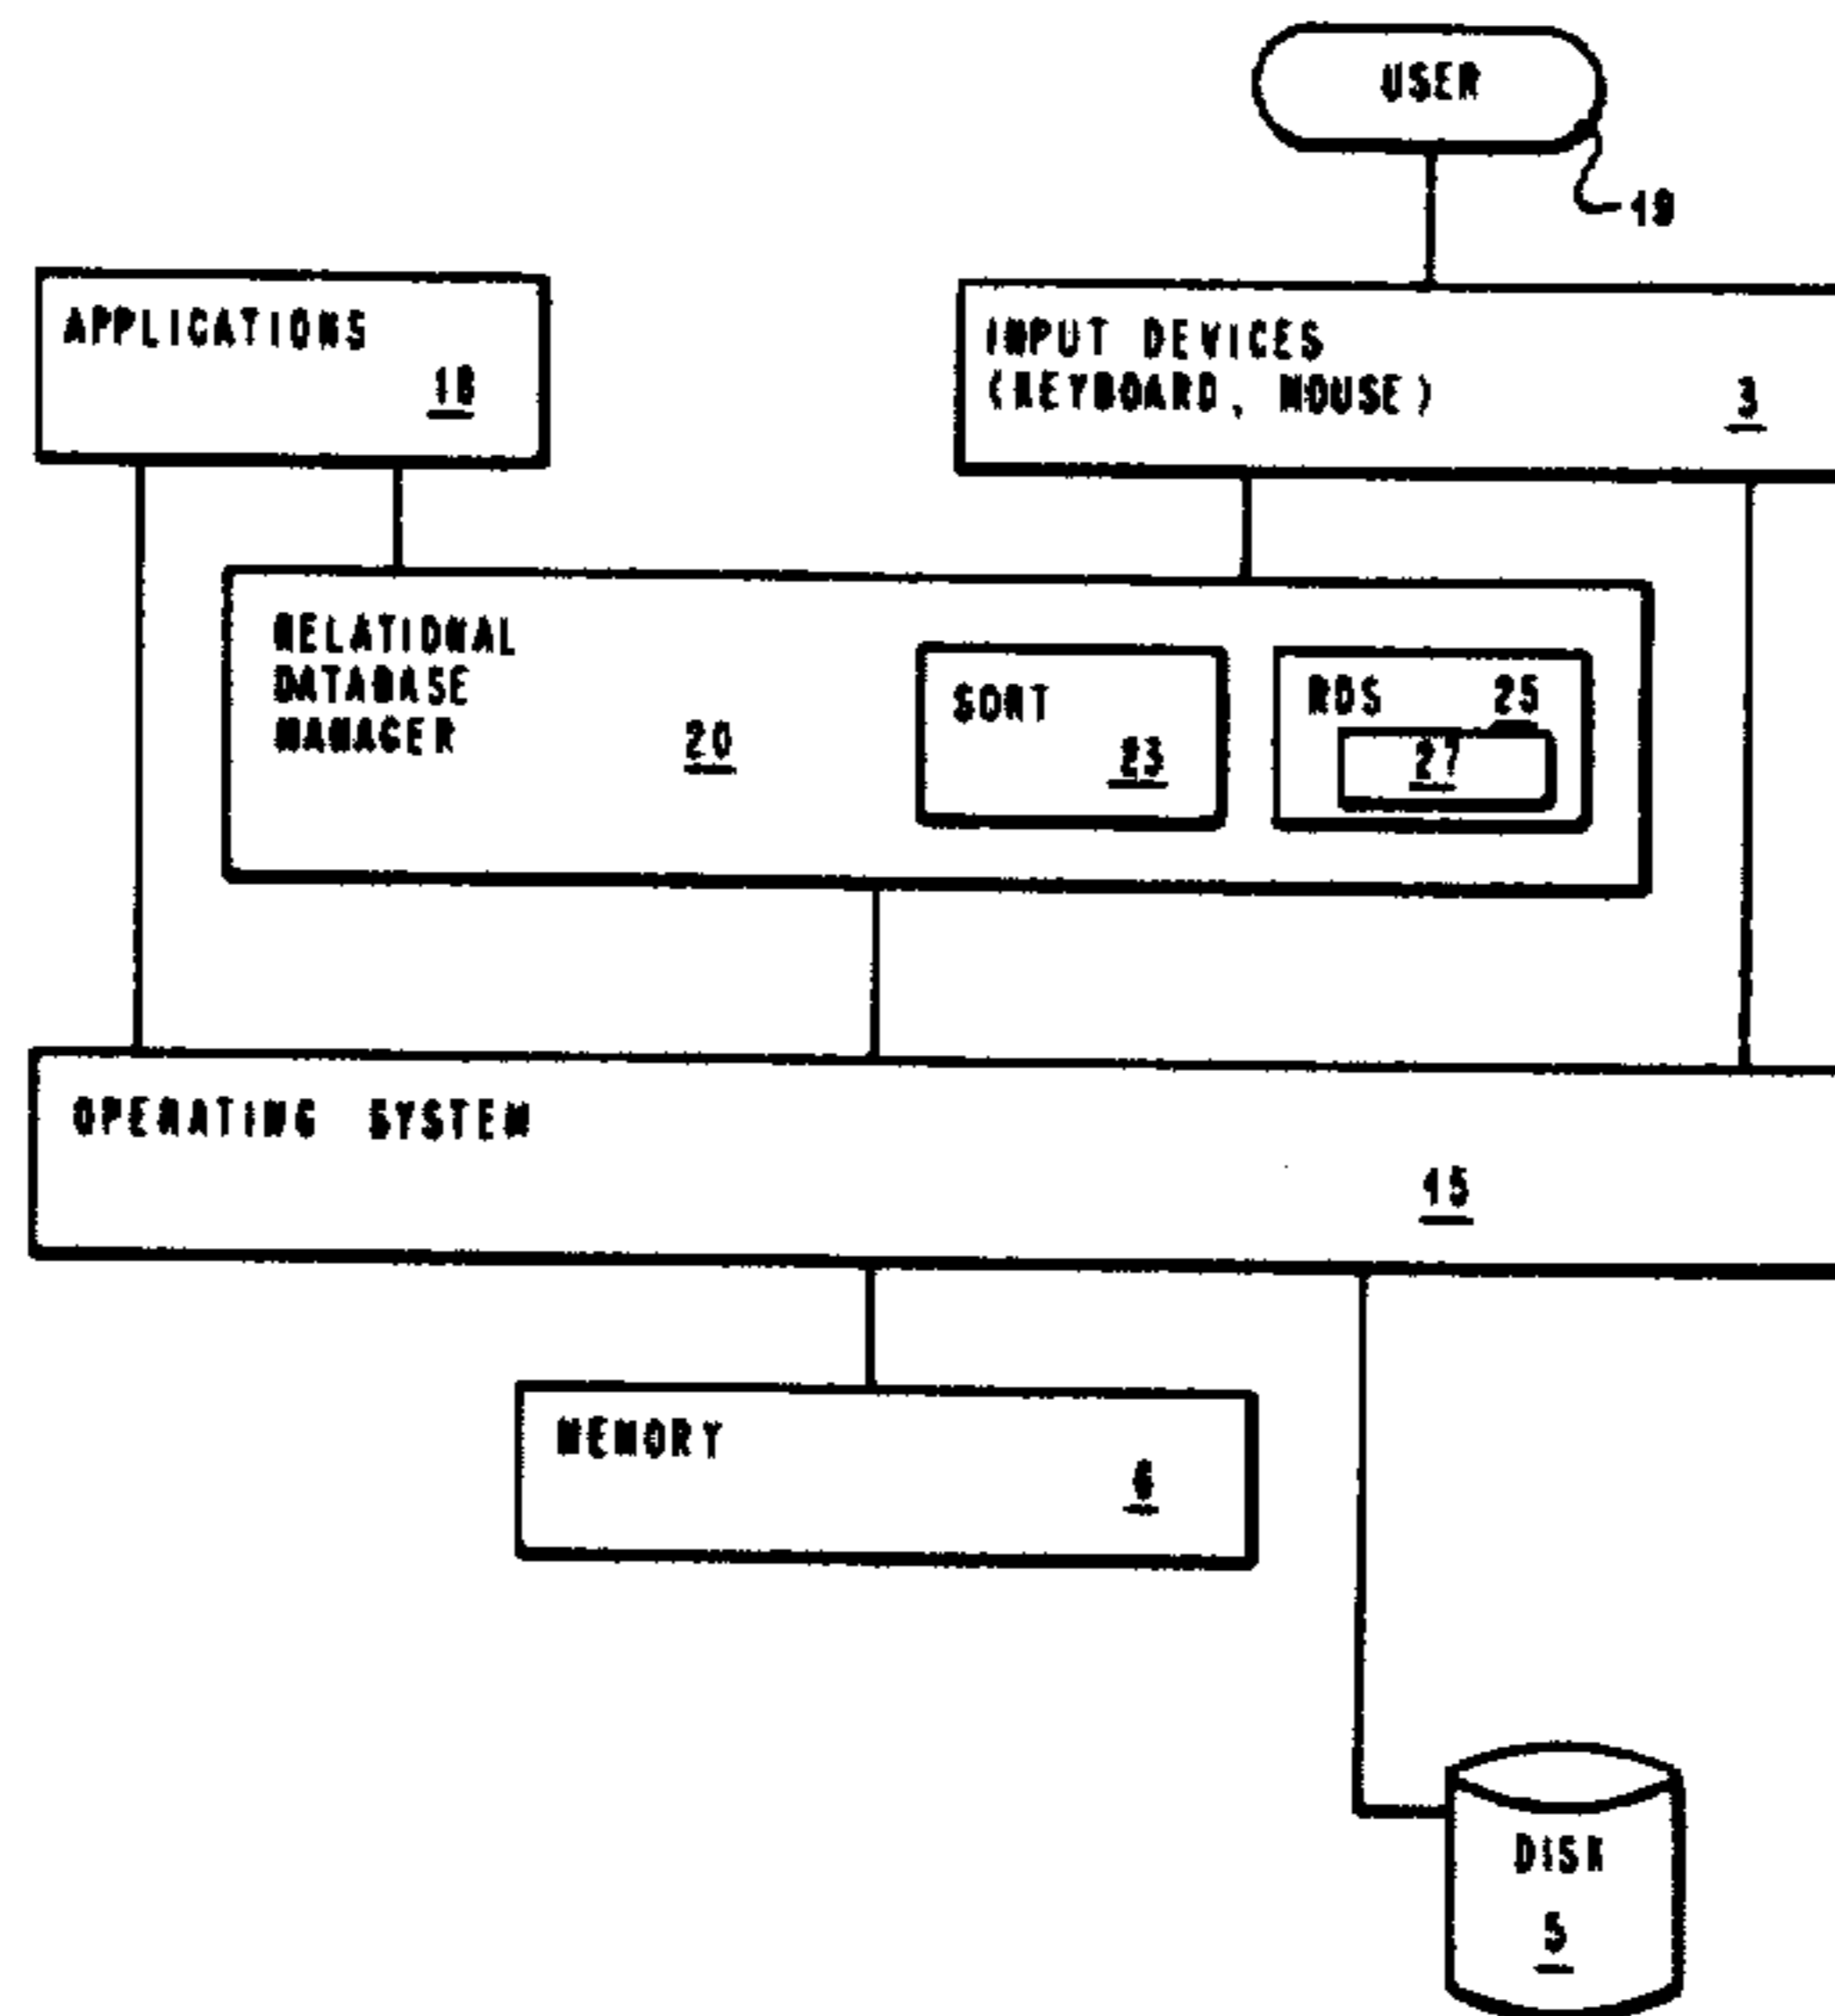 USER
19
APPLICATIONS
18
INPUT DEVICES
(KEYBOARD, MOUSE)
3
RELATIONAL
DATABASE
MANAGER
20
SORT
23
RDS 25
27
OPERATING SYSTEM
15
MEMORY
6
DISK
5